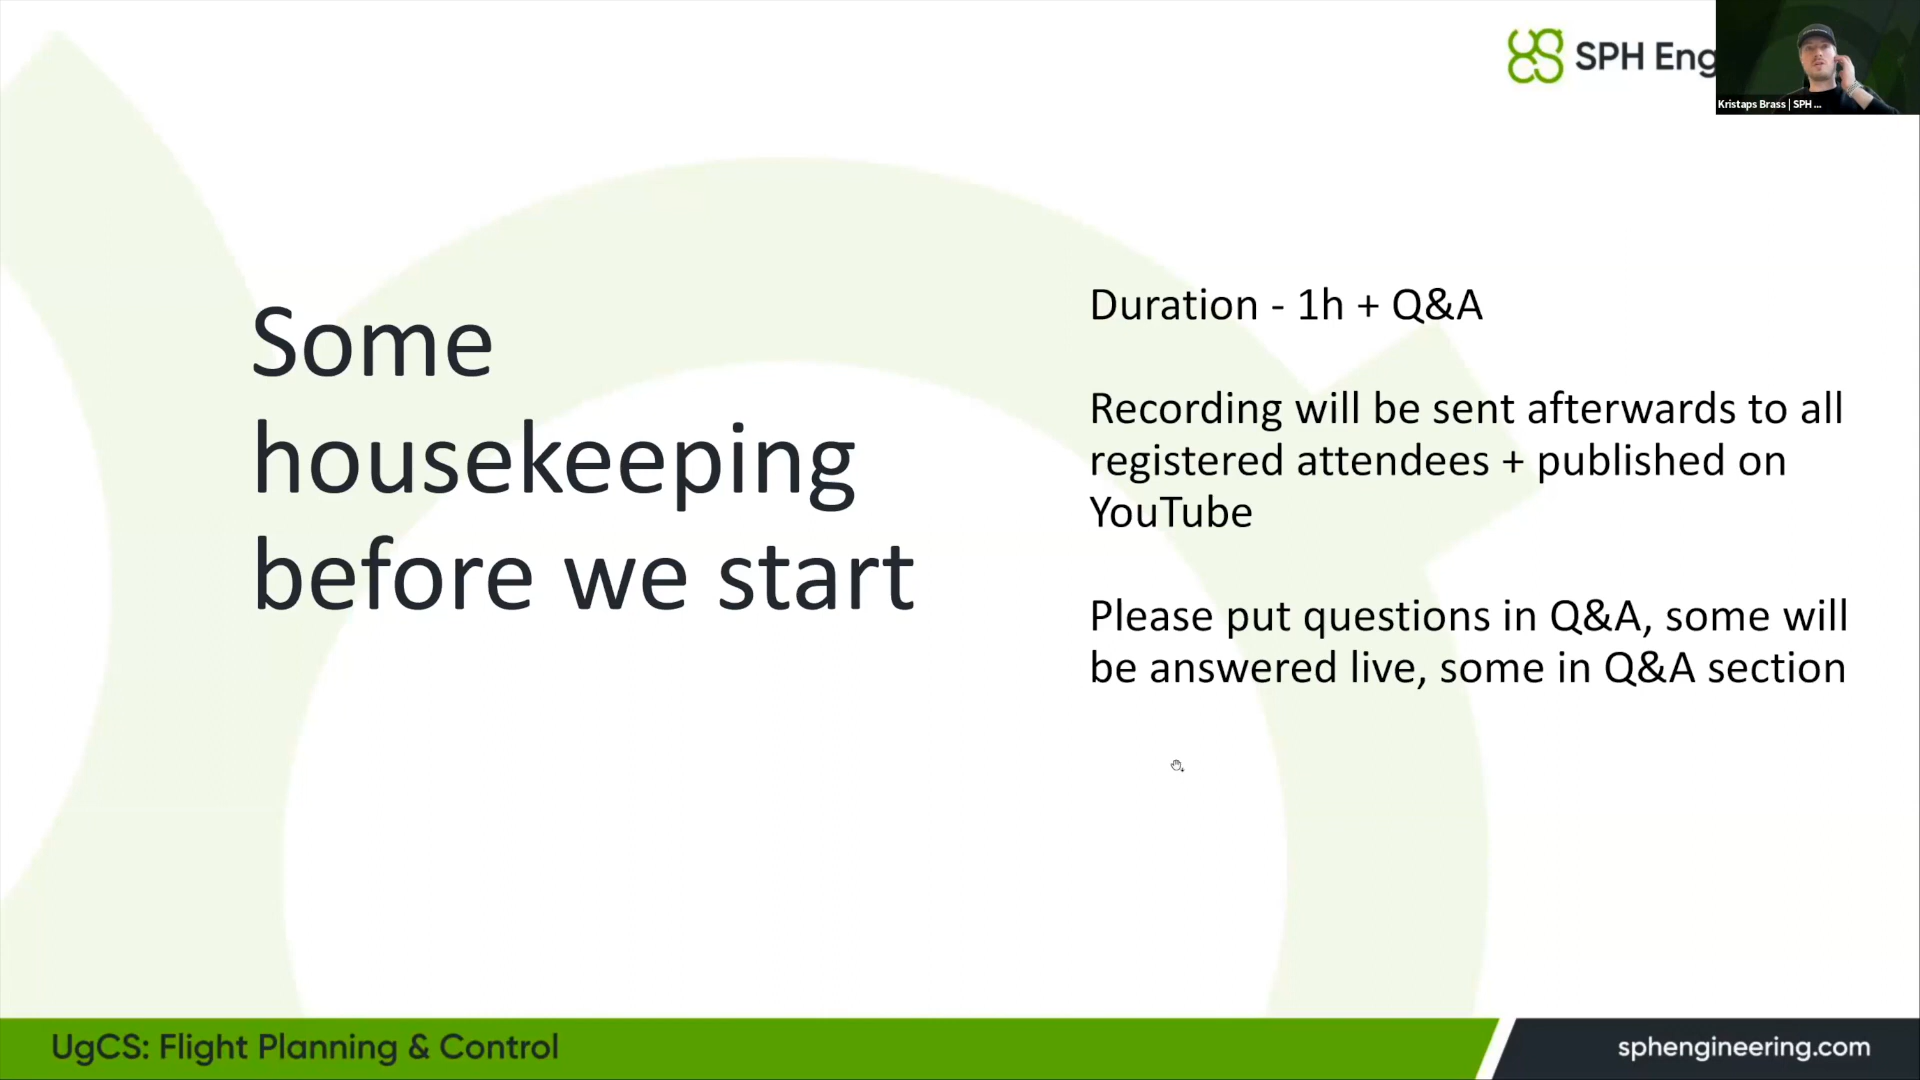 SPH Eng
Kristaps Brass | SPH ...
Some
housekeeping
before we start
Duration - 1h + Q&A
Recording will be sent afterwards to all
registered attendees + published on
YouTube
Please put questions in Q&A, some will
be answered live, some in Q&A section
UgCS: Flight Planning & Control
sphengineering.com